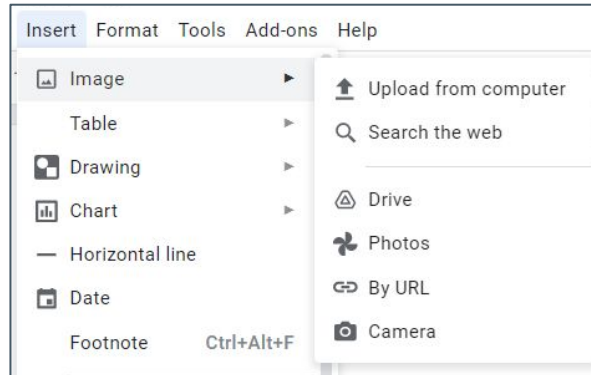 Insert Format Tools Add-ons Help
Image
Table
Drawing
Chart
Horizontal line
Date
Footnote Ctrl+Alt+F
Upload from computer
Search the web
Drive
Photos
By URL
Camera